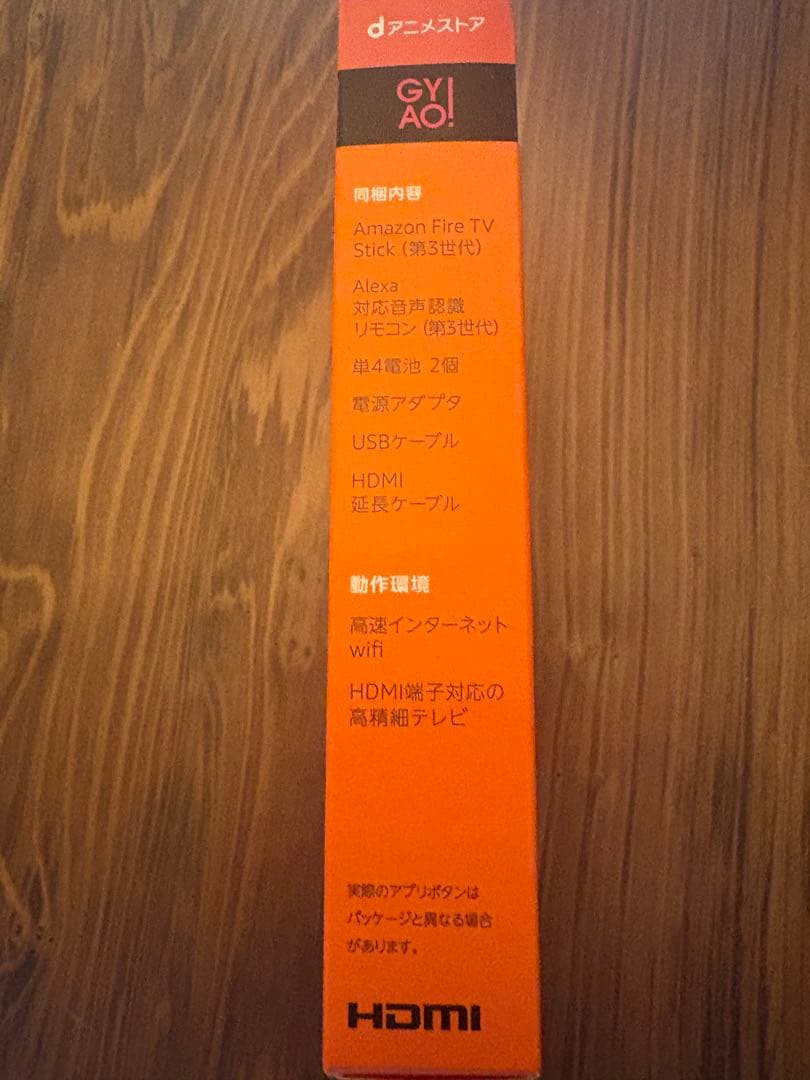 dアニメストア
GY
AO!
同梱内容
Amazon Fire TV
Stick (第3世代)
Alexa
対応音声認識
リモコン (第3世代)
単4電池 2個
電源アダプタ
USBケーブル
HDMI
延長ケーブル
動作環境
高速インターネット
wifi
HDMI端子対応の
高精細テレビ
実際のアプリボタンは
パッケージと異なる場合
があります。
HDMI